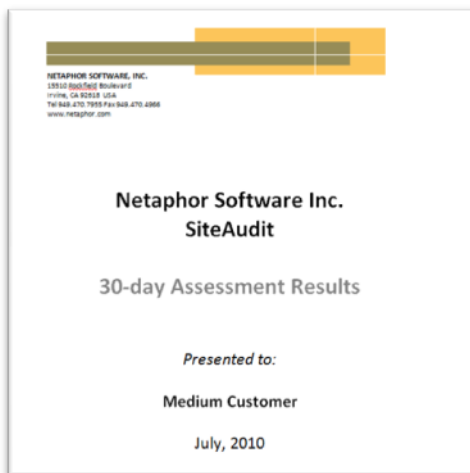 NETAPHOR SOFTWARE, INC.
15510 Rockfield Boulevard
Irvine, CA 92618 USA
Tel 949.470.7955 Fax 949.470.4966
www.netaphor.com
Netaphor Software Inc.
SiteAudit
30-day Assessment Results
Presented to:
Medium Customer
July, 2010